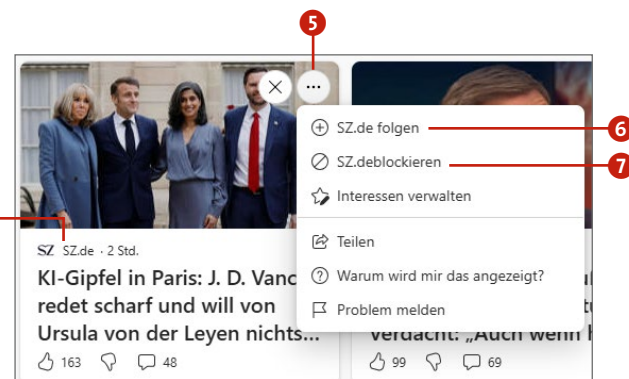 5
SZ.de folgen
6
SZ.deblockieren
7
Interessen verwalten
Teilen
Warum wird mir das angezeigt?
Problem melden
SZ SZ.de · 2 Std.
KI-Gipfel in Paris: J. D. Vanc
redet scharf und will von
Ursula von der Leyen nichts...
163 48
verdacht: „Auch wenn
99 69